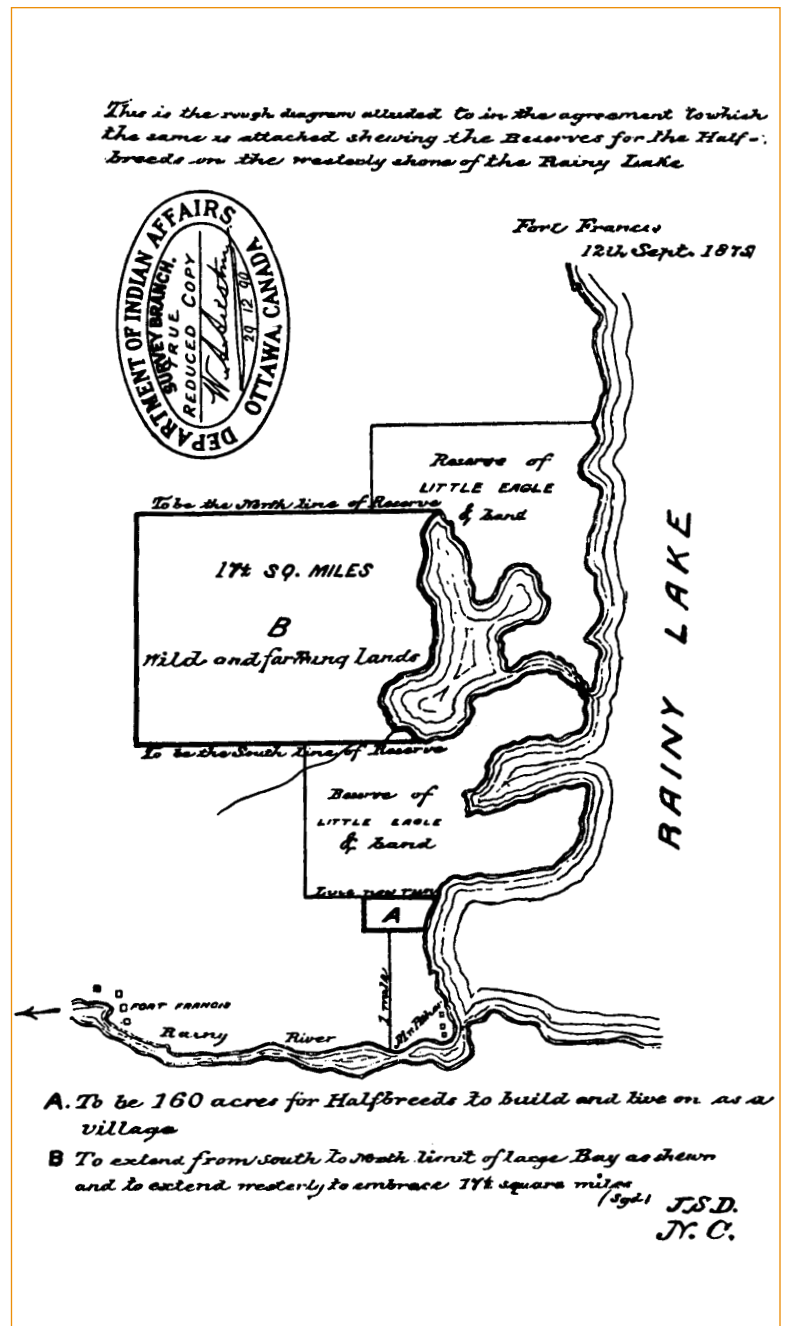 This is the rough diagram alluded to in the agreement to which
the same is attached shewing the Reserves for the Half-
breeds on the westerly shore of the Rainy Lake
Fort Francis
12th Sept. 1875
DEPARTMENT OF INDIAN AFFAIRS.
OTTAWA, CANADA
SURVEY BRANCH.
TRUE
REDUCED COPY
29 12 90
Reserve of
LITTLE EAGLE
& band
To be the North line of Reserve
17¼ SQ. MILES
B
Wild and farming lands
To be the South line of Reserve
RAINY LAKE
Reserve of
LITTLE EAGLE
& band
Line now run
A
1 mile
FORT FRANCIS
Rainy River
A. To be 160 acres for Halfbreeds to build and live on as a
village
B To extend from South to North limit of large Bay as shewn
and to extend westerly to embrace 17¼ square miles
(Sgd) J.S.D.
N. C.